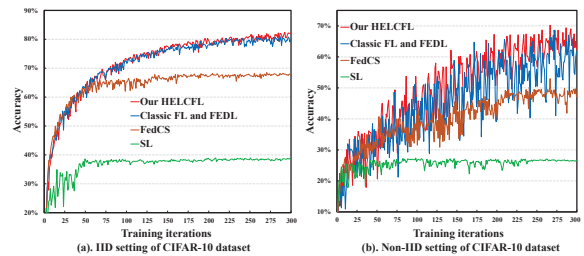 90%
80%
70%
60%
50%
40%
30%
20%
Accuracy
Our HELCFL
Classic FL and FEDL
FedCS
SL
0 25 50 75 100 125 150 175 200 225 250 275 300
Training iterations
(a). IID setting of CIFAR-10 dataset
70%
60%
50%
40%
30%
20%
10%
Accuracy
Our HELCFL
Classic FL and FEDL
FedCS
SL
0 25 50 75 100 125 150 175 200 225 250 275 300
Training iterations
(b). Non-IID setting of CIFAR-10 dataset